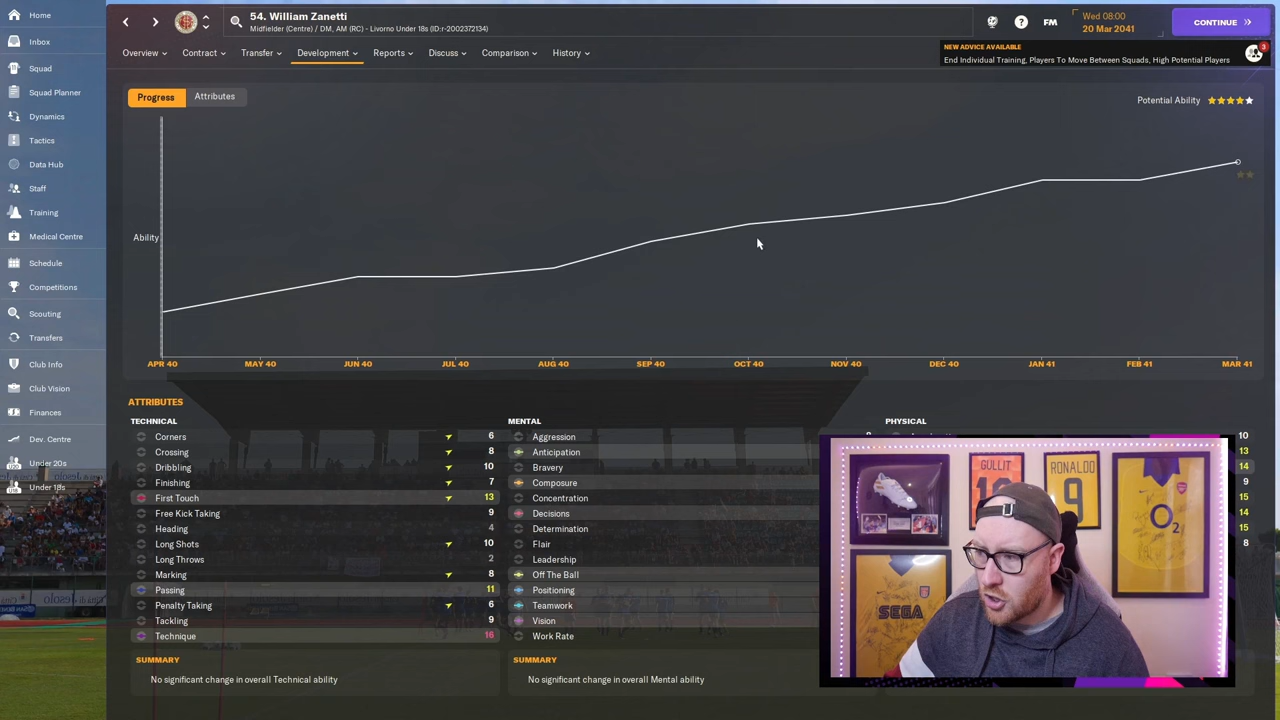 Home
Inbox
Squad
Squad Planner
Dynamics
Tactics
Data Hub
Staff
Training
Medical Centre
Schedule
Competitions
Scouting
Transfers
Club Info
Club Vision
Finances
Dev. Centre
Under 20s
Under 18s
54. William Zanetti
Midfielder (Centre) / DM, AM (RC) - Livorno Under 18s (ID:r-2002372134)
FM
Wed 08:00
20 Mar 2041
CONTINUE
Overview
Contract
Transfer
Development
Reports
Discuss
Comparison
History
NEW ADVICE AVAILABLE
3
End Individual Training, Players To Move Between Squads, High Potential Players
Progress
Attributes
Potential Ability
Ability
APR 40 MAY 40 JUN 40 JUL 40 AUG 40 SEP 40 OCT 40 NOV 40 DEC 40 JAN 41 FEB 41 MAR 41
ATTRIBUTES
TECHNICAL
Corners 6
Crossing 8
Dribbling 10
Finishing 7
First Touch 13
Free Kick Taking 9
Heading 4
Long Shots 10
Long Throws 2
Marking 8
Passing 11
Penalty Taking 6
Tackling 9
Technique 16
SUMMARY
No significant change in overall Technical ability
MENTAL
Aggression
Anticipation
Bravery
Composure
Concentration
Decisions
Determination
Flair
Leadership
Off The Ball
Positioning
Teamwork
Vision
Work Rate
SUMMARY
No significant change in overall Mental ability
PHYSICAL
10
13
14
9
15
14
15
8
GULLIT
RONALDO
9
O2
SEGA